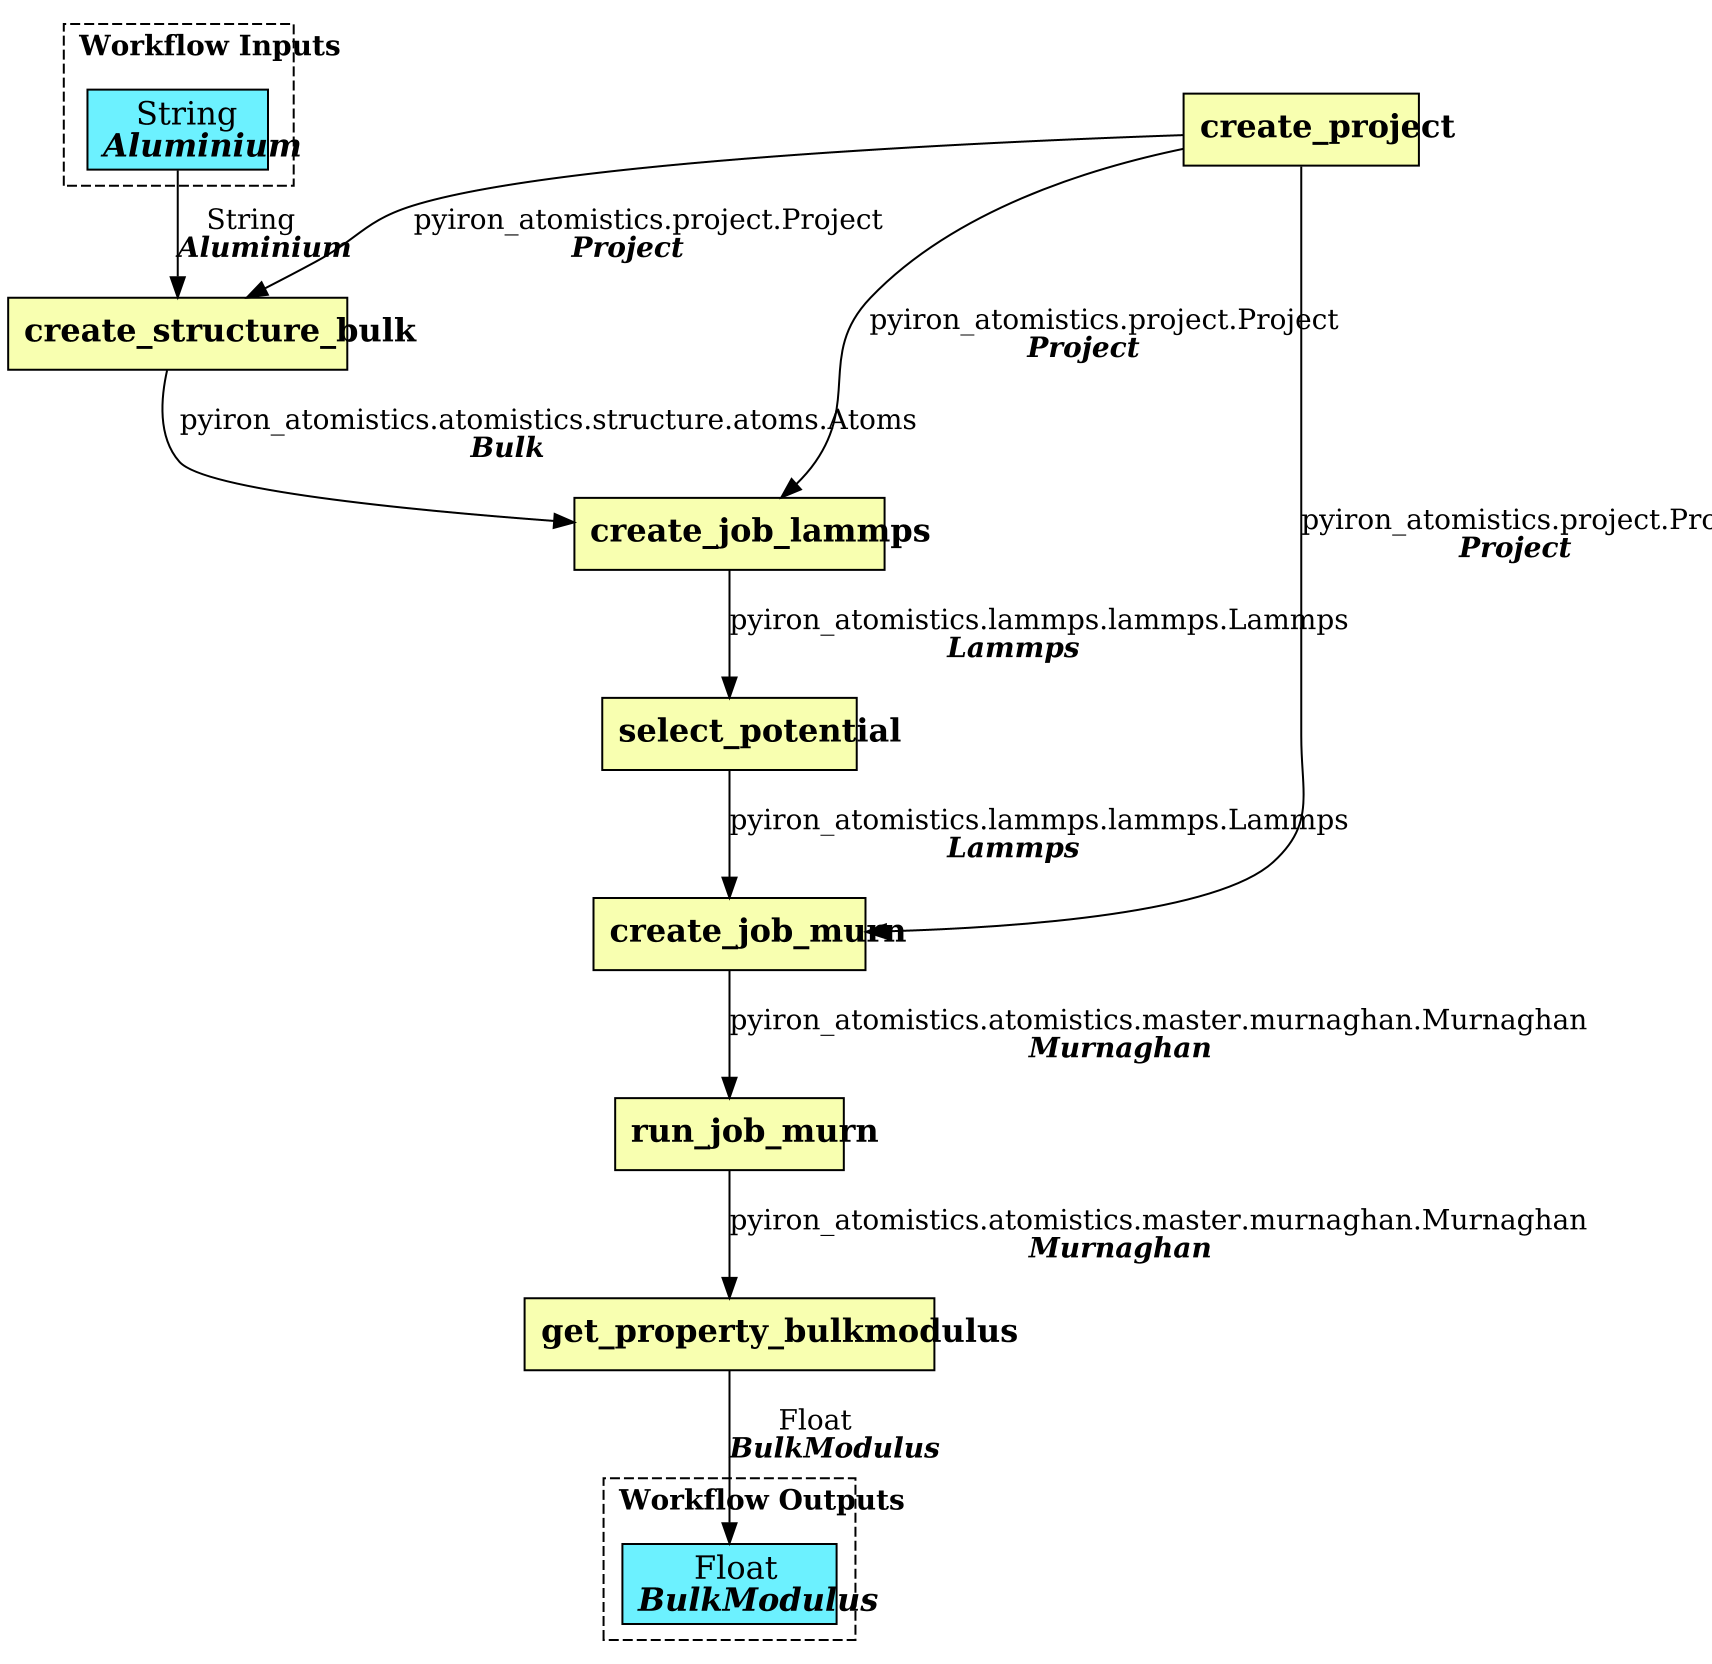 Workflow Inputs
String
Aluminium
create_project
String
Aluminium
pyiron_atomistics.project.Project
Project
create_structure_bulk
pyiron_atomistics.project.Project
Project
pyiron_atomistics.atomistics.structure.atoms.Atoms
Bulk
create_job_lammps
pyiron_atomistics.project.Pro
Project
pyiron_atomistics.lammps.lammps.Lammps
Lammps
select_potential
pyiron_atomistics.lammps.lammps.Lammps
Lammps
create_job_murn
pyiron_atomistics.atomistics.master.murnaghan.Murnaghan
Murnaghan
run_job_murn
pyiron_atomistics.atomistics.master.murnaghan.Murnaghan
Murnaghan
get_property_bulkmodulus
Float
BulkModulus
Workflow Outputs
Float
BulkModulus